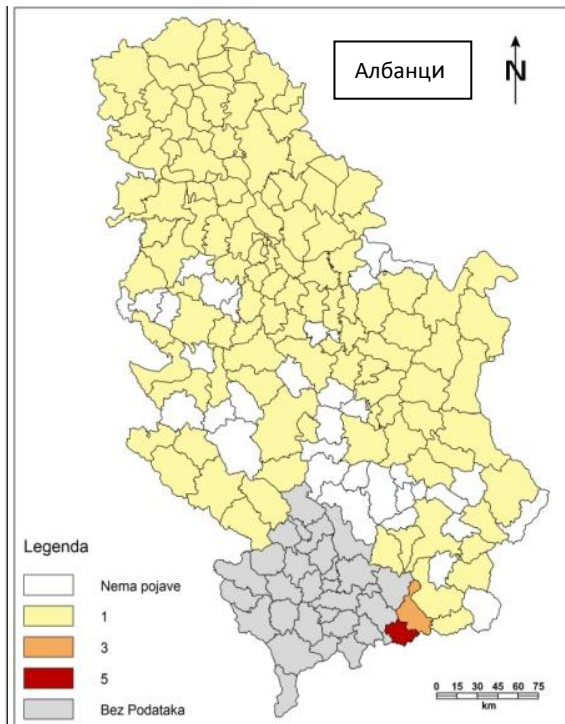 Албанци
N
Legenda
Nema pojave
1
3
5
Bez Podataka
0 15 30 45 60 75
km